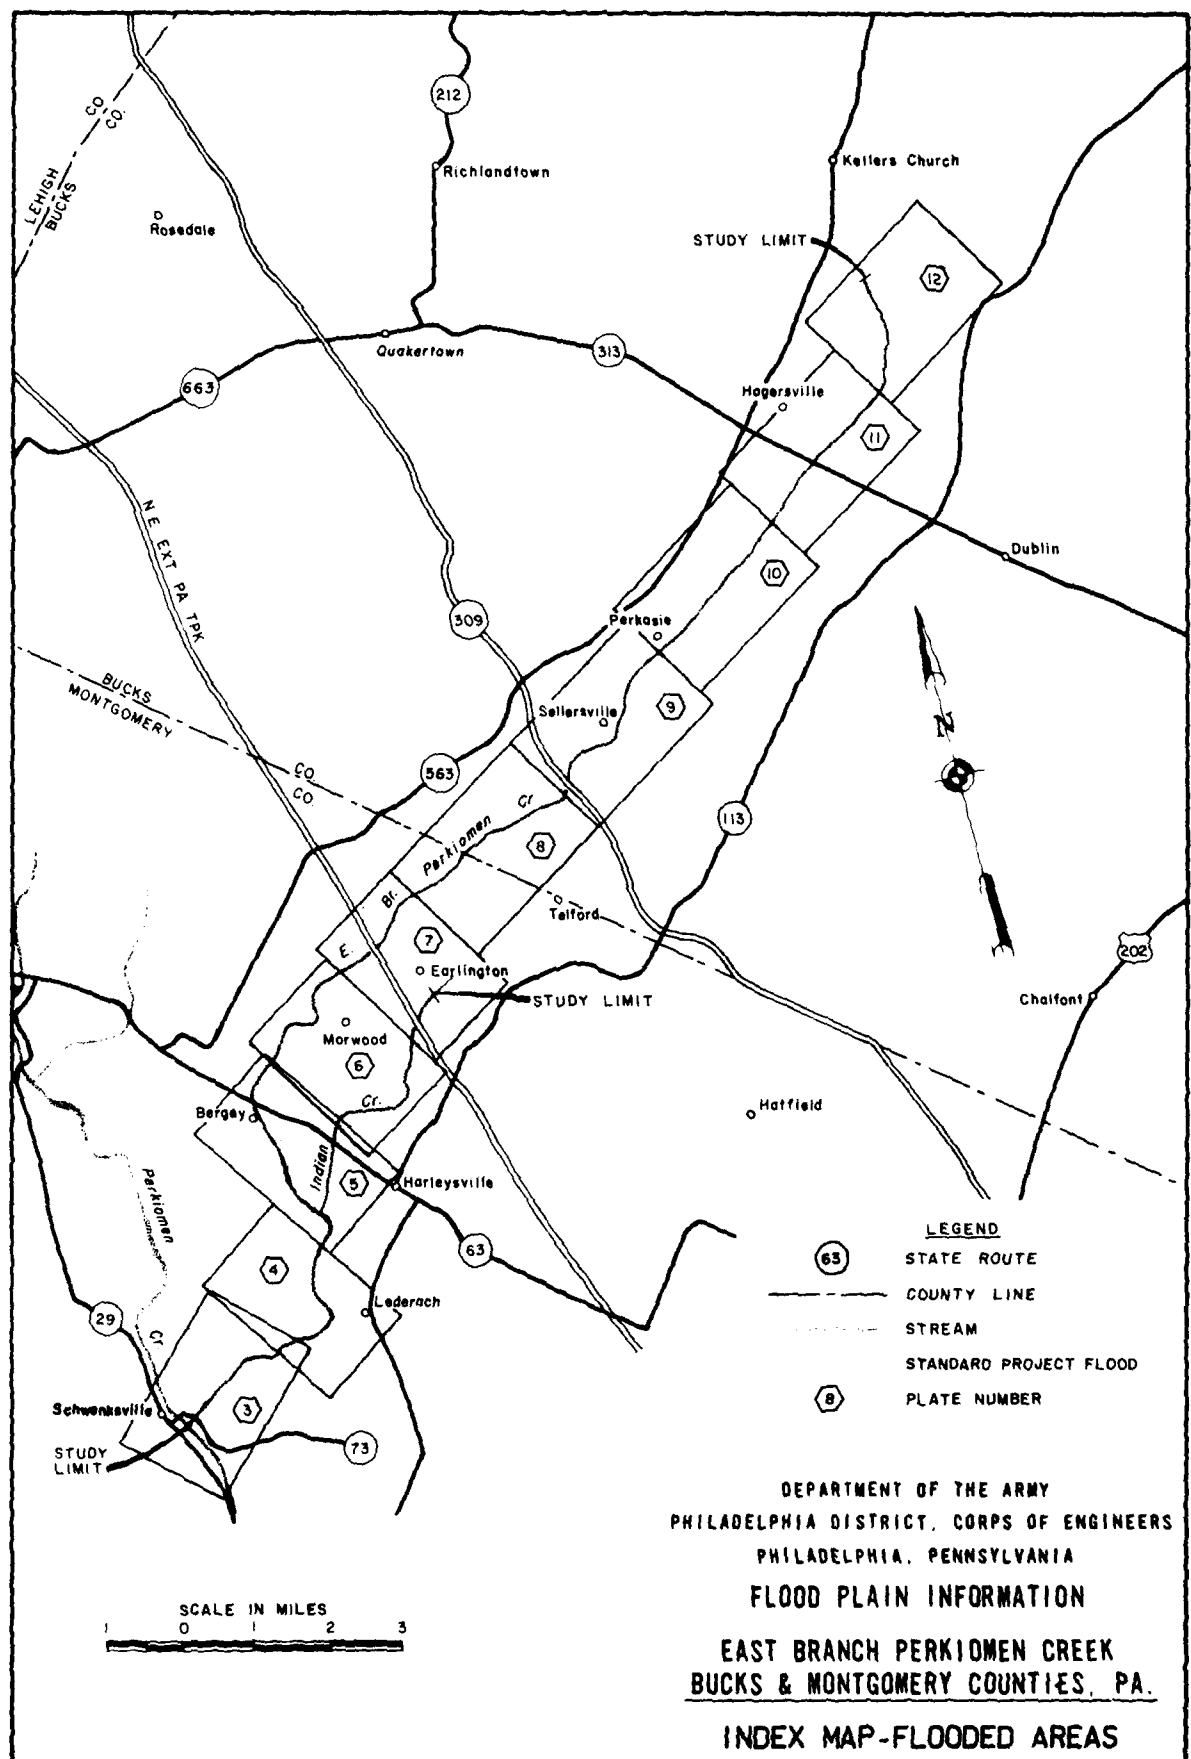 212
CO.
CO.
Kellers Church
Richlandtown
LEHIGH
BUCKS
Rosedale
STUDY LIMIT
12
Quakertown
313
663
Hagersville
11
N E EXT PA TPK
Dublin
10
309
Perkasie
BUCKS
MONTGOMERY
9
Sellersville
N
CO.
CO.
563
Cr.
113
Perkiomen
8
Br.
Telford
7
E.
202
Earlington
STUDY LIMIT
Chalfont
Morwood
6
Cr.
Bergey
Hatfield
Indian
5
Harleysville
Perkiomen
63
4
Lederach
29
Cr.
3
Schwenksville
73
STUDY
LIMIT
LEGEND
63 STATE ROUTE
COUNTY LINE
STREAM
STANDARD PROJECT FLOOD
8 PLATE NUMBER
DEPARTMENT OF THE ARMY
PHILADELPHIA DISTRICT, CORPS OF ENGINEERS
PHILADELPHIA, PENNSYLVANIA
FLOOD PLAIN INFORMATION
EAST BRANCH PERKIOMEN CREEK
BUCKS & MONTGOMERY COUNTIES, PA.
INDEX MAP-FLOODED AREAS
SCALE IN MILES
1 0 1 2 3